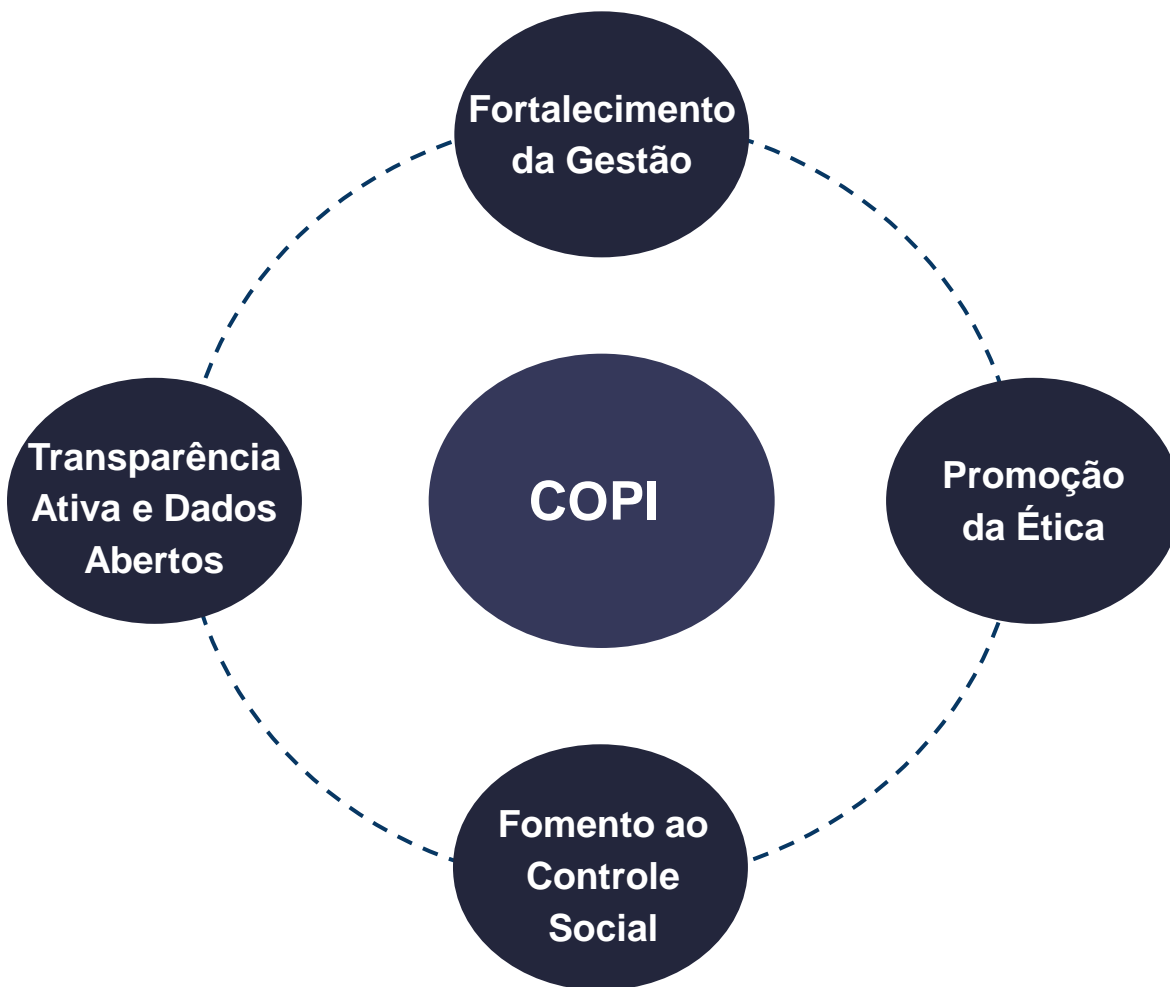 Fortalecimento
da Gestão
Transparência
Ativa e Dados
Abertos
COPI
Promoção
da Ética
Fomento ao
Controle
Social